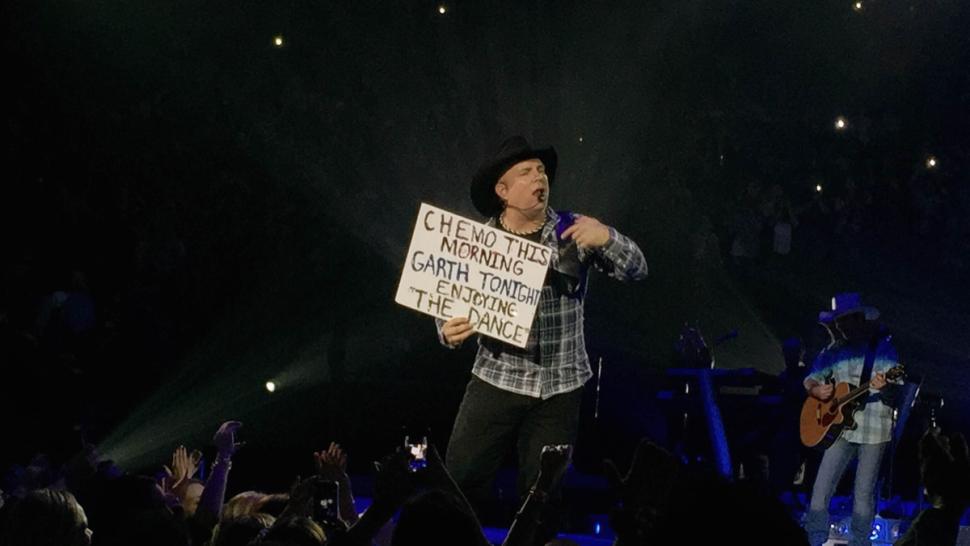 CHEMO THIS
MORNING
GARTH TONIGHT
ENJOYING
"THE DANCE"